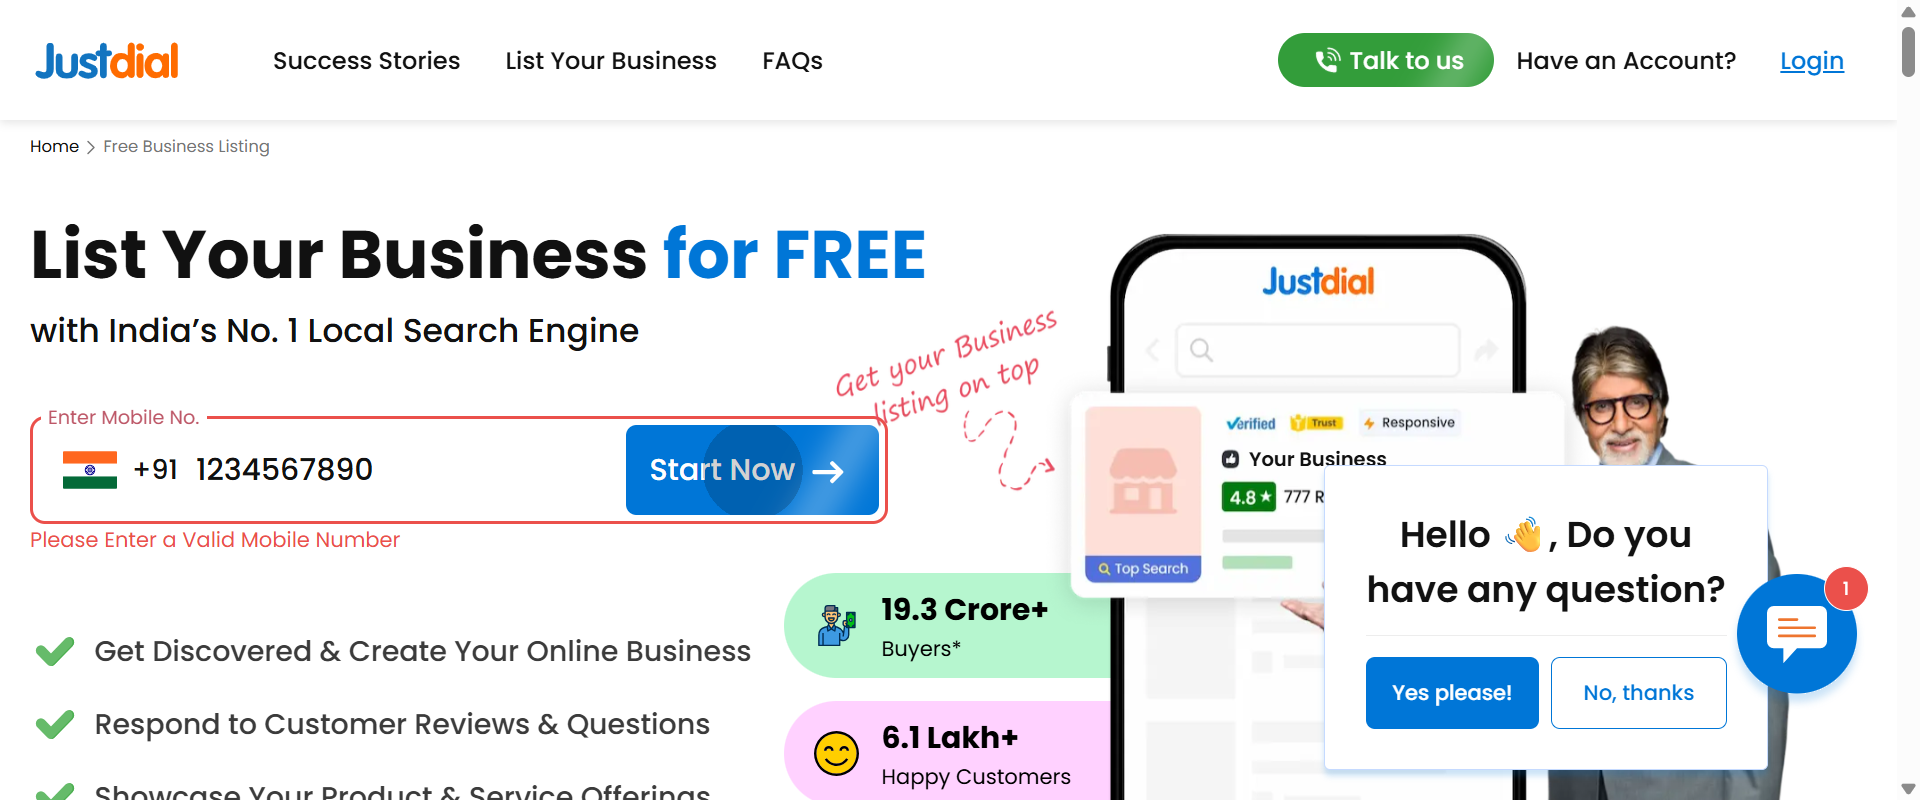 Justdial
Success Stories
List Your Business
FAQs
Talk to us
Have an Account?
Login
Home > Free Business Listing
List Your Business for FREE
with India's No. 1 Local Search Engine
Enter Mobile No.
+91 1234567890
Start Now →
Please Enter a Valid Mobile Number
Get Discovered & Create Your Online Business
Respond to Customer Reviews & Questions
Showcase Your Product & Service Offerings
19.3 Crore+
Buyers*
6.1 Lakh+
Happy Customers
Get your Business
listing on top
Justdial
Verified
Trust
Responsive
Your Business
4.8 ★ 777 R
Top Search
Hello 👋, Do you
have any question?
Yes please!
No, thanks
1